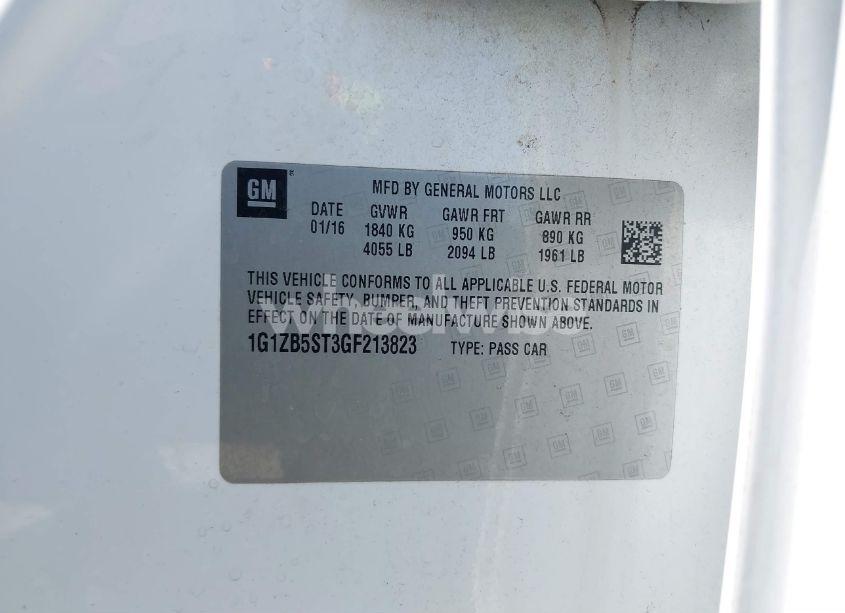 GM
MFD BY GENERAL MOTORS LLC
DATE GVWR GAWR FRT GAWR RR
01/16 1840 KG 950 KG 890 KG
4055 LB 2094 LB 1961 LB
THIS VEHICLE CONFORMS TO ALL APPLICABLE U.S. FEDERAL MOTOR
VEHICLE SAFETY, BUMPER, AND THEFT PREVENTION STANDARDS IN
EFFECT ON THE DATE OF MANUFACTURE SHOWN ABOVE.
1G1ZB5ST3GF213823 TYPE: PASS CAR